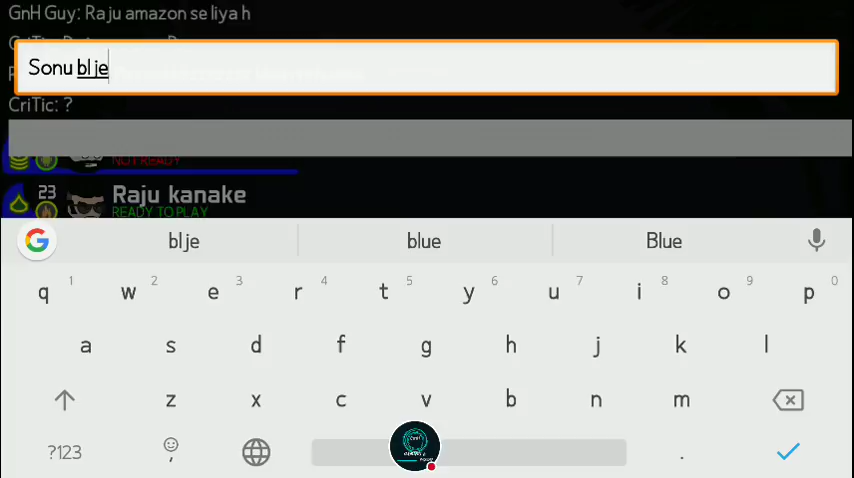 GnH Guy: Raju amazon se liya h
Sonu blje
CriTic: ?
NOT READY
23
Raju kanake
READY TO PLAY
G blje blue Blue
q 1 w 2 e 3 r 4 t 5 y 6 u 7 i 8 o 9 p 0
a s d f g h j k l
z x c v b n m
?123 , .